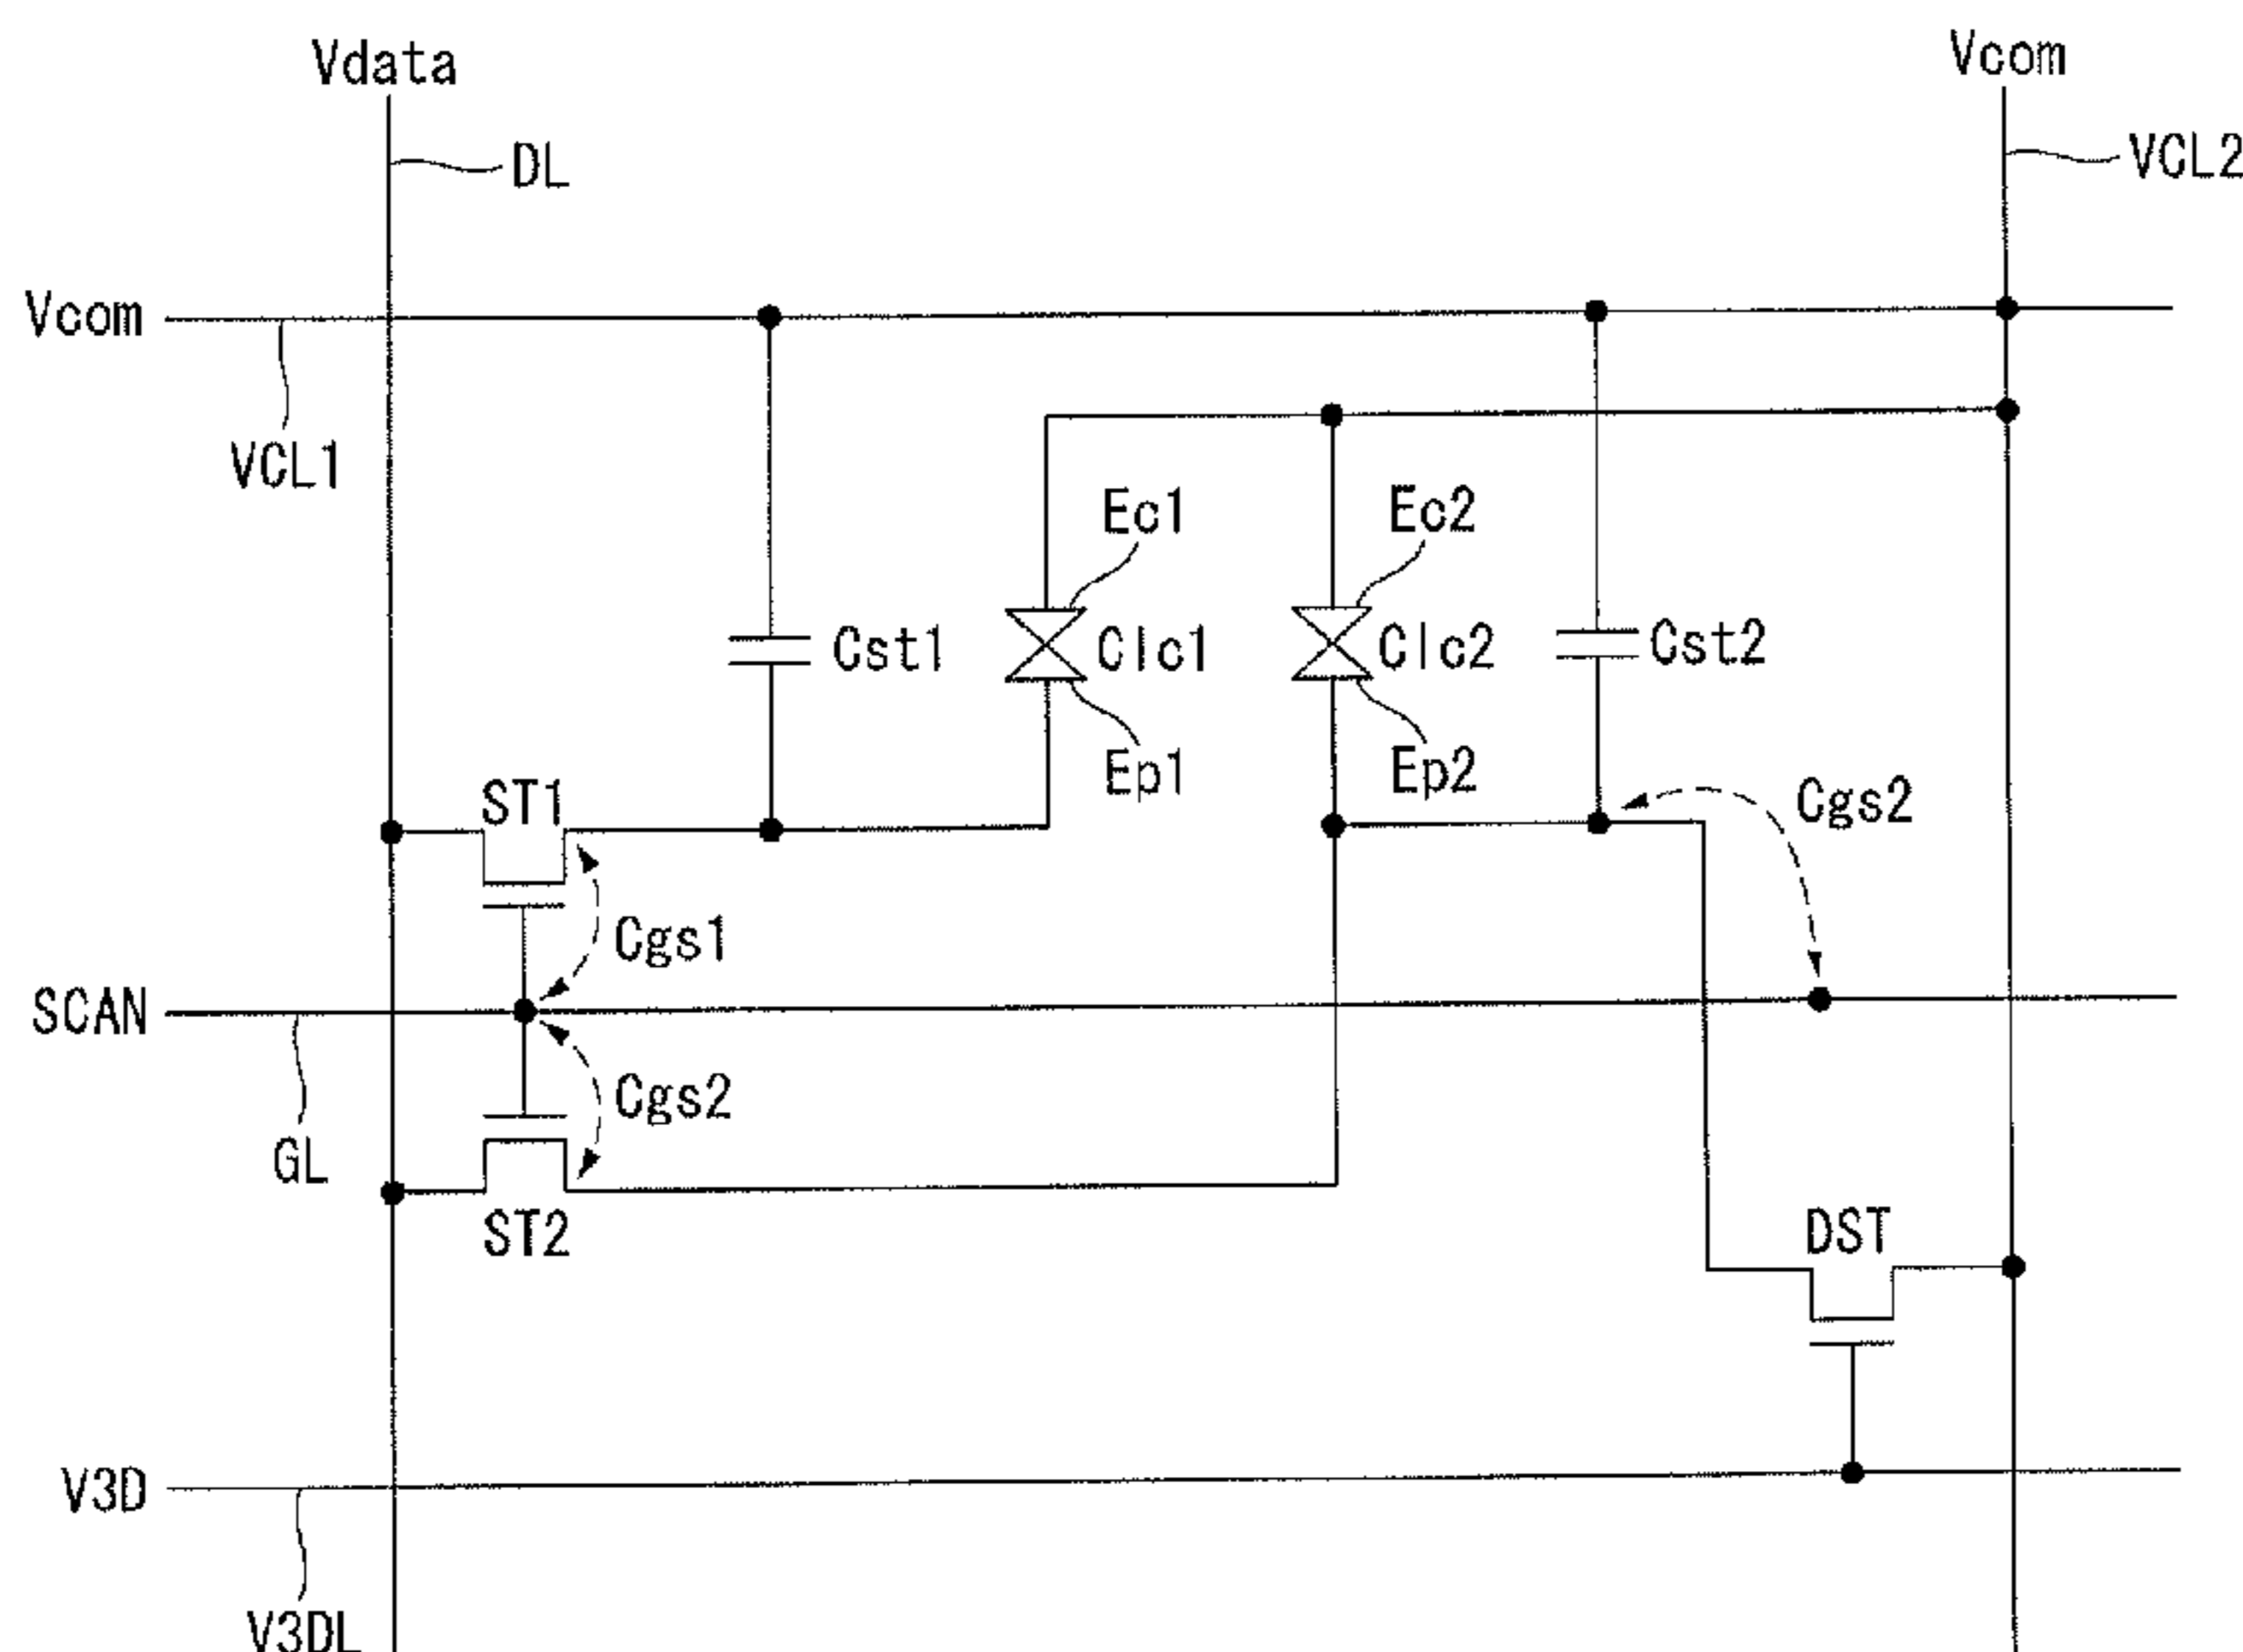 Vdata
Vcom
DL
VCL2
Vcom
VCL1
Ec1
Ec2
Cst1
Clc1
Clc2
Cst2
Ep1
Ep2
ST1
Cgs2
Cgs1
SCAN
Cgs2
GL
ST2
DST
V3D
V3DL